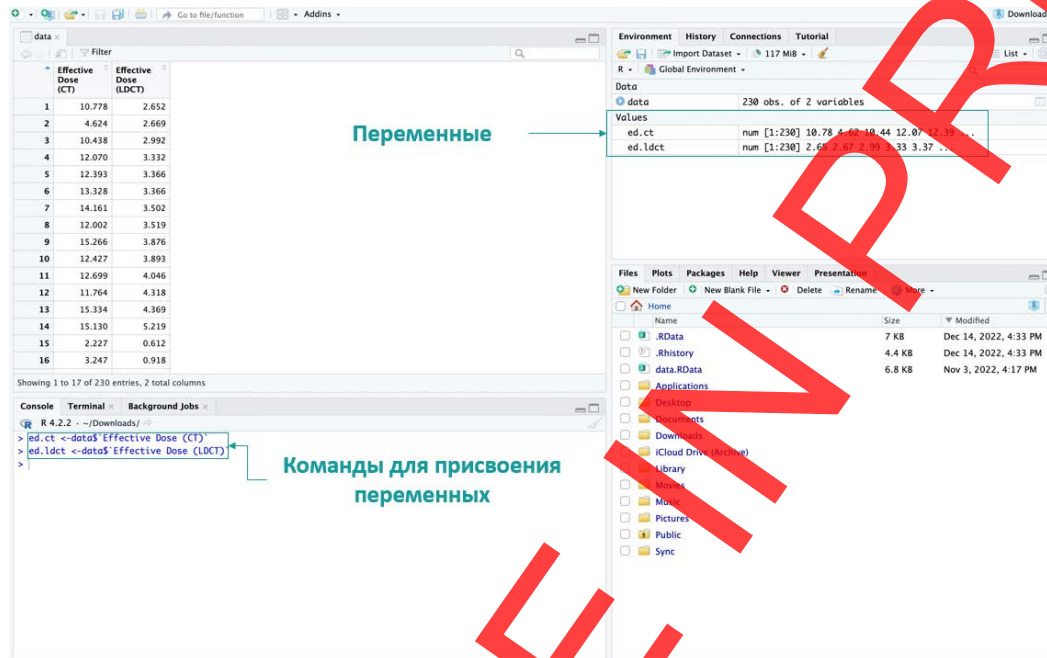 Go to file/function
Addins
Download
data
Filter
Effective Dose (CT)
Effective Dose (LDCT)
1 10.778 2.652
2 4.624 2.669
3 10.438 2.992
4 12.070 3.332
5 12.393 3.366
6 13.328 3.366
7 14.161 3.502
8 12.002 3.519
9 15.266 3.876
10 12.427 3.893
11 12.699 4.046
12 11.764 4.318
13 15.334 4.369
14 15.130 5.219
15 2.227 0.612
16 3.247 0.918
Showing 1 to 17 of 230 entries, 2 total columns
Переменные
Console Terminal Background Jobs
R 4.2.2 · ~/Downloads/
> ed.ct <-data$`Effective Dose (CT)`
> ed.ldct <-data$`Effective Dose (LDCT)`
>
Команды для присвоения
переменных
Environment History Connections Tutorial
Import Dataset 117 MiB List
R Global Environment
Data
data 230 obs. of 2 variables
Values
ed.ct num [1:230] 10.78 4.62 10.44 12.07 12.39 ...
ed.ldct num [1:230] 2.65 2.67 2.99 3.33 3.37 ...
Files Plots Packages Help Viewer Presentation
New Folder New Blank File Delete Rename More
Home
Name Size Modified
.RData 7 KB Dec 14, 2022, 4:33 PM
.Rhistory 4.4 KB Dec 14, 2022, 4:33 PM
data.RData 6.8 KB Nov 3, 2022, 4:17 PM
Applications
Desktop
Documents
Downloads
iCloud Drive (Archive)
Library
Movies
Music
Pictures
Public
Sync
E IN PR